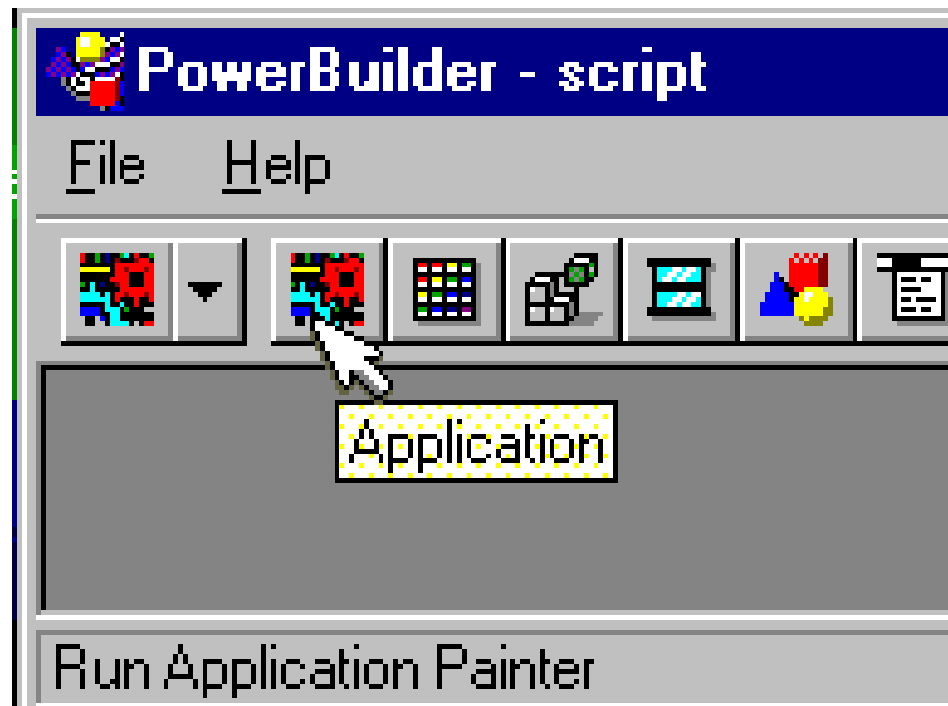 PowerBuilder - script
File Help
Application
Run Application Painter